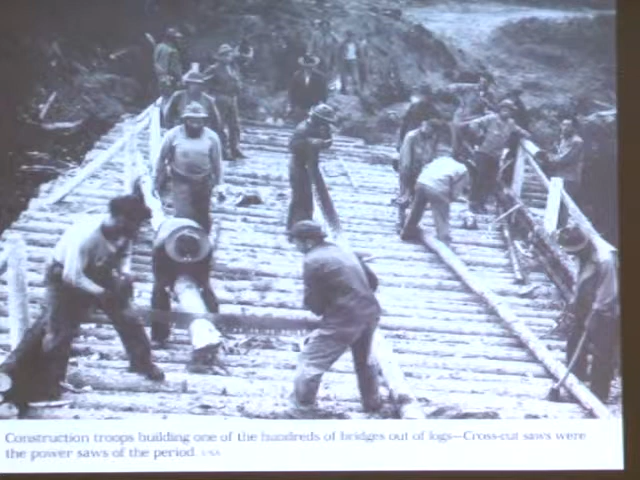 Construction troops building one of the hundreds of bridges out of logs—Cross-cut saws were
the power saws of the period. USA